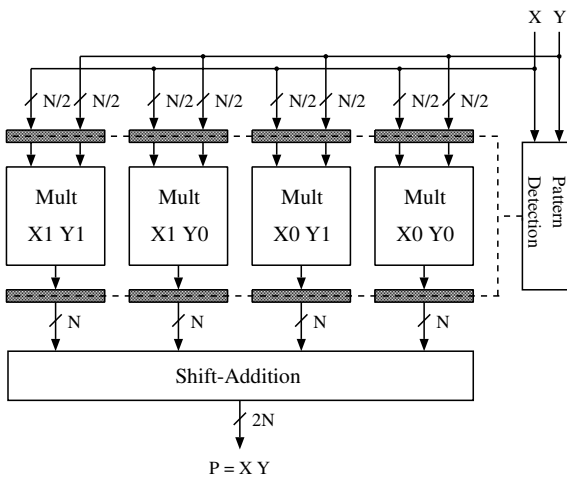 X Y
N/2 N/2 N/2 N/2 N/2 N/2 N/2 N/2
Mult
X1 Y1
Mult
X1 Y0
Mult
X0 Y1
Mult
X0 Y0
Pattern
Detection
N N N N
Shift-Addition
2N
P = X Y